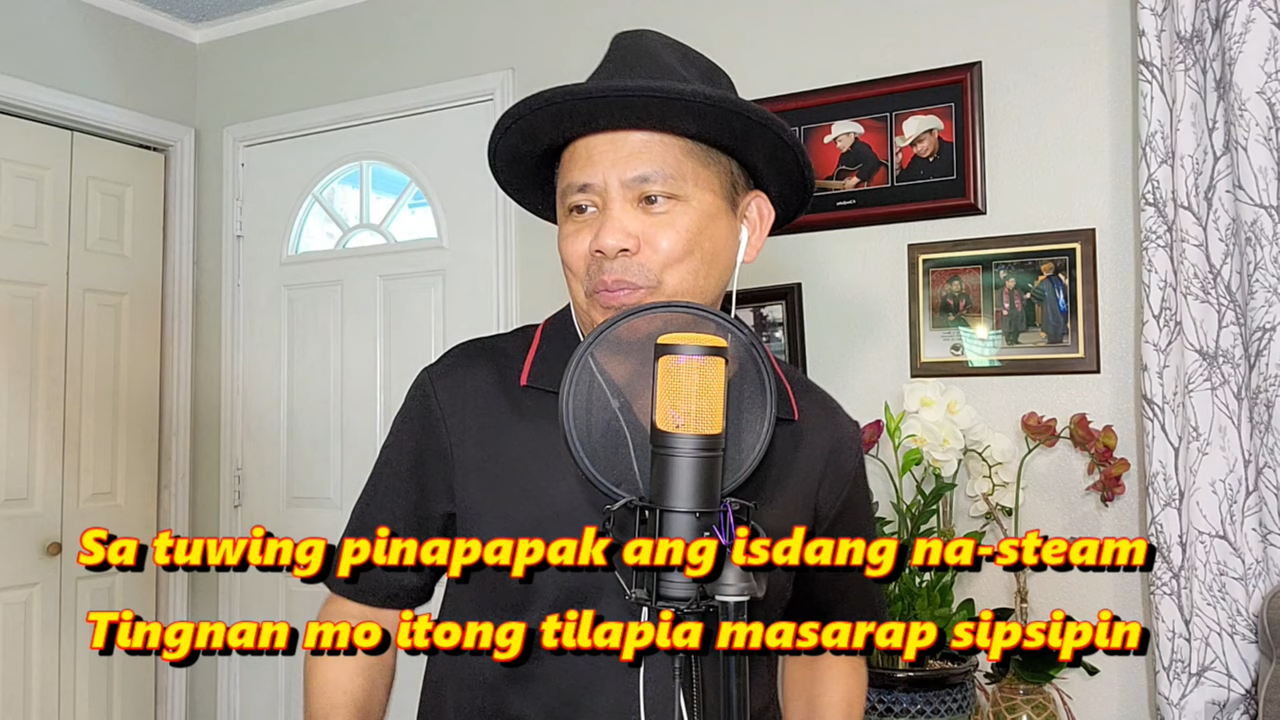 Sa tuwing pinapapak ang isdang na-steam
Tingnan mo itong tilapia masarap sipsipin